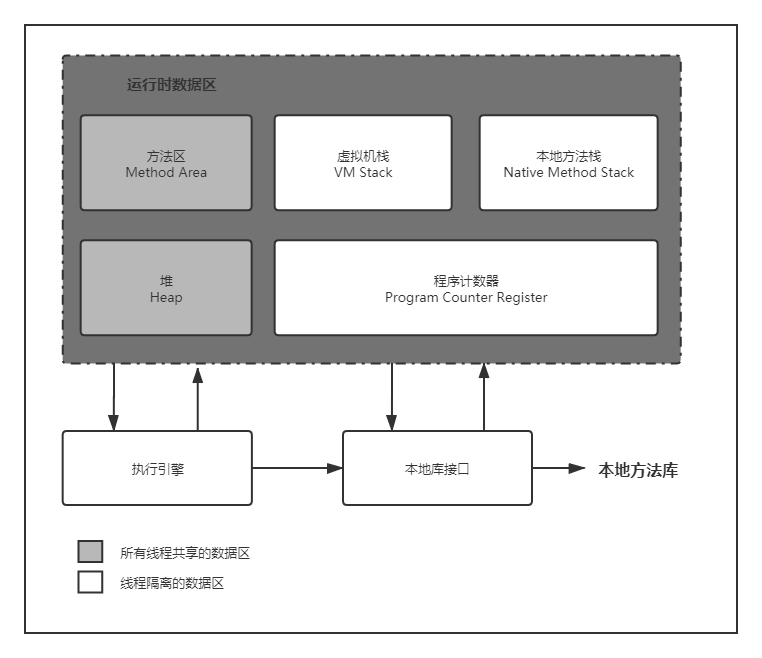 运行时数据区
方法区
Method Area
虚拟机栈
VM Stack
本地方法栈
Native Method Stack
堆
Heap
程序计数器
Program Counter Register
执行引擎
本地库接口
本地方法库
所有线程共享的数据区
线程隔离的数据区